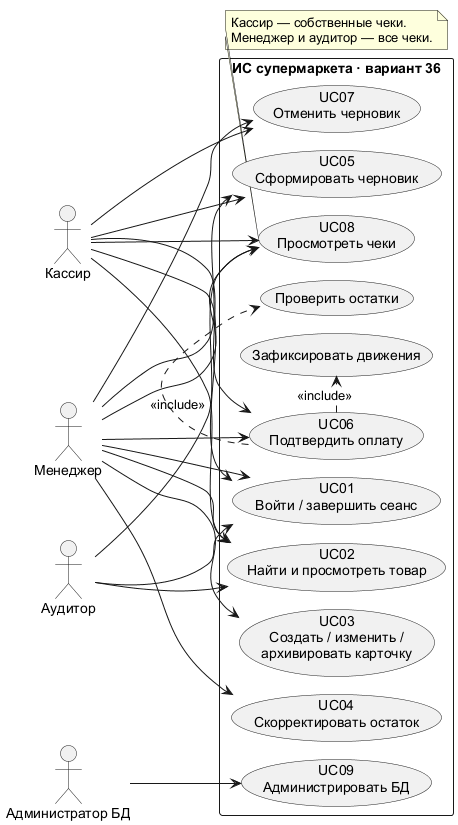 Кассир — собственные чеки.
Менеджер и аудитор — все чеки.
ИС супермаркета · вариант 36
UC07
Отменить черновик
UC05
Сформировать черновик
UC08
Просмотреть чеки
Кассир
Проверить остатки
Зафиксировать движения
«include»
«include»
UC06
Подтвердить оплату
Менеджер
UC01
Войти / завершить сеанс
UC02
Найти и просмотреть товар
Аудитор
UC03
Создать / изменить /
архивировать карточку
UC04
Скорректировать остаток
UC09
Администрировать БД
Администратор БД